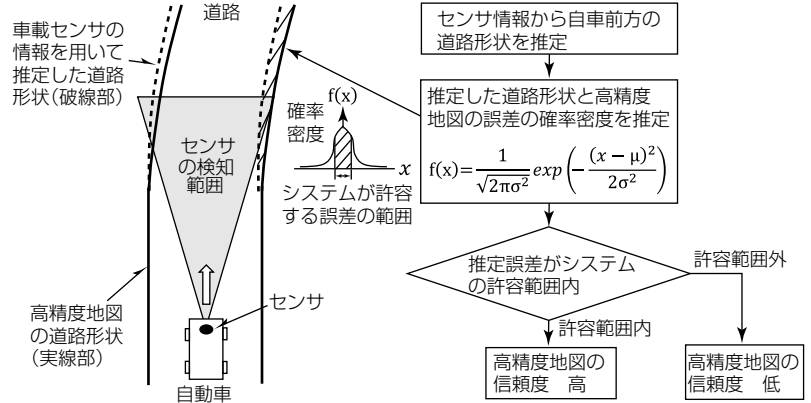 道路
車載センサの
情報を用いて
推定した道路
形状（破線部）
センサ
の検知
範囲
確率
密度
f(x)
x
システムが許容
する誤差の範囲
センサ
高精度地図
の道路形状
（実線部）
自動車
センサ情報から自車前方の
道路形状を推定
推定した道路形状と高精度
地図の誤差の確率密度を推定
f(x)=1/√2πσ² exp(−(x − μ)²/2σ²)
推定誤差がシステム
の許容範囲内
許容範囲外
許容範囲内
高精度地図の
信頼度　高
高精度地図の
信頼度　低